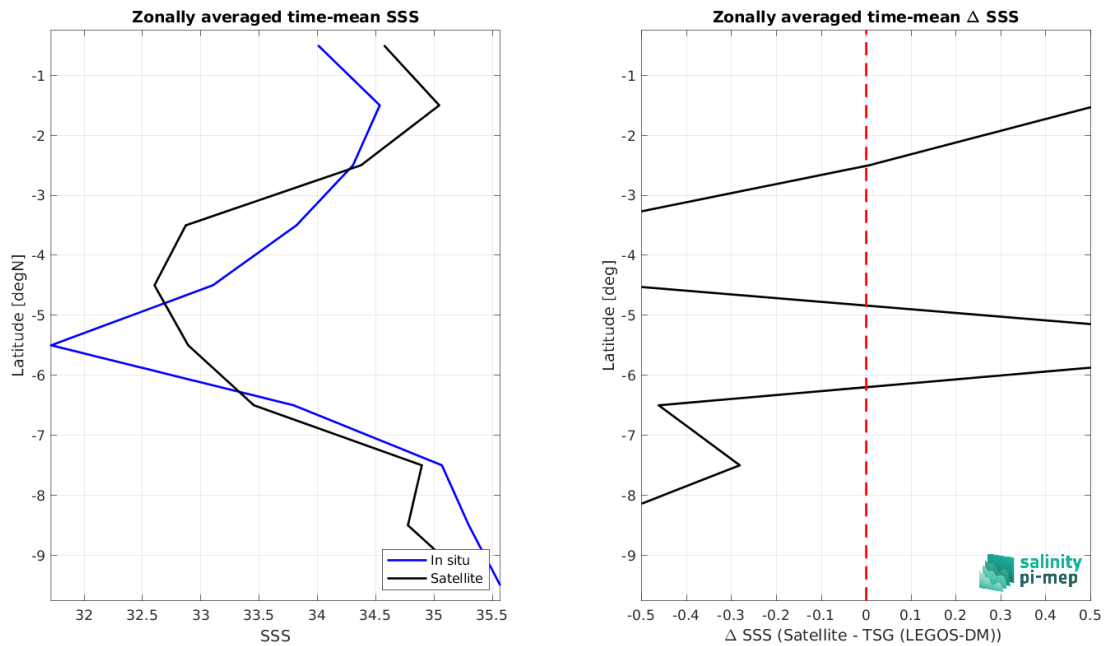 Zonally averaged time-mean SSS
-1
-2
-3
-4
-5
-6
-7
-8
-9
Latitude [degN]
32 32.5 33 33.5 34 34.5 35 35.5
SSS
In situ
Satellite
Zonally averaged time-mean Δ SSS
-1
-2
-3
-4
-5
-6
-7
-8
-9
Latitude [deg]
-0.5 -0.4 -0.3 -0.2 -0.1 0 0.1 0.2 0.3 0.4 0.5
Δ SSS (Satellite - TSG (LEGOS-DM))
salinity
pi-mep